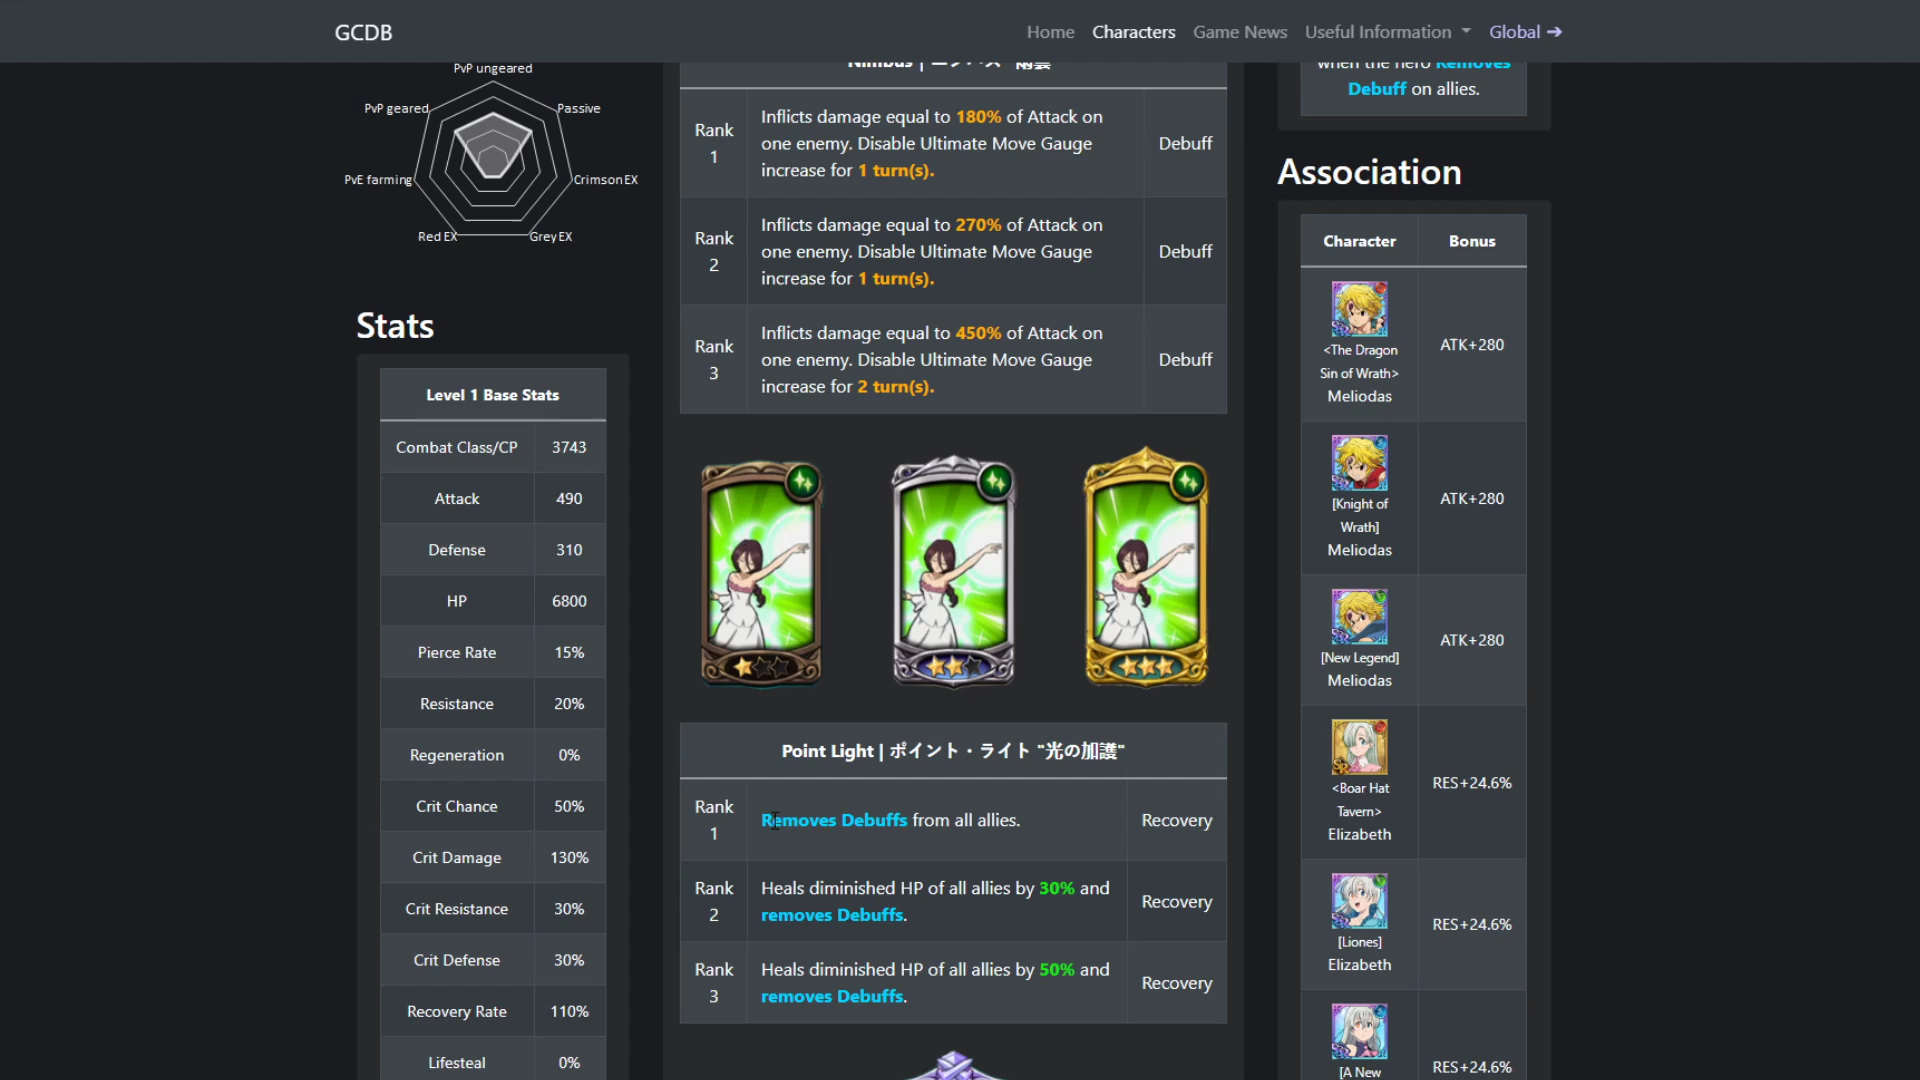 GCDB
Home Characters Game News Useful Information Global ➔
PvP ungeared
PvP geared
Passive
PvE farming
Crimson EX
Red EX
Grey EX
Stats
Level 1 Base Stats
Combat Class/CP 3743
Attack 490
Defense 310
HP 6800
Pierce Rate 15%
Resistance 20%
Regeneration 0%
Crit Chance 50%
Crit Damage 130%
Crit Resistance 30%
Crit Defense 30%
Recovery Rate 110%
Lifesteal 0%
Rank
1
Inflicts damage equal to 180% of Attack on
one enemy. Disable Ultimate Move Gauge
increase for 1 turn(s).
Debuff
Rank
2
Inflicts damage equal to 270% of Attack on
one enemy. Disable Ultimate Move Gauge
increase for 1 turn(s).
Debuff
Rank
3
Inflicts damage equal to 450% of Attack on
one enemy. Disable Ultimate Move Gauge
increase for 2 turn(s).
Debuff
Point Light | ポイント・ライト "光の加護"
Rank
1
Removes Debuffs from all allies.
Recovery
Rank
2
Heals diminished HP of all allies by 30% and
removes Debuffs.
Recovery
Rank
3
Heals diminished HP of all allies by 50% and
removes Debuffs.
Recovery
when the hero Removes
Debuff on allies.
Association
Character Bonus
<The Dragon
Sin of Wrath>
Meliodas
ATK+280
[Knight of
Wrath]
Meliodas
ATK+280
[New Legend]
Meliodas
ATK+280
<Boar Hat
Tavern>
Elizabeth
RES+24.6%
[Liones]
Elizabeth
RES+24.6%
[A New
RES+24.6%